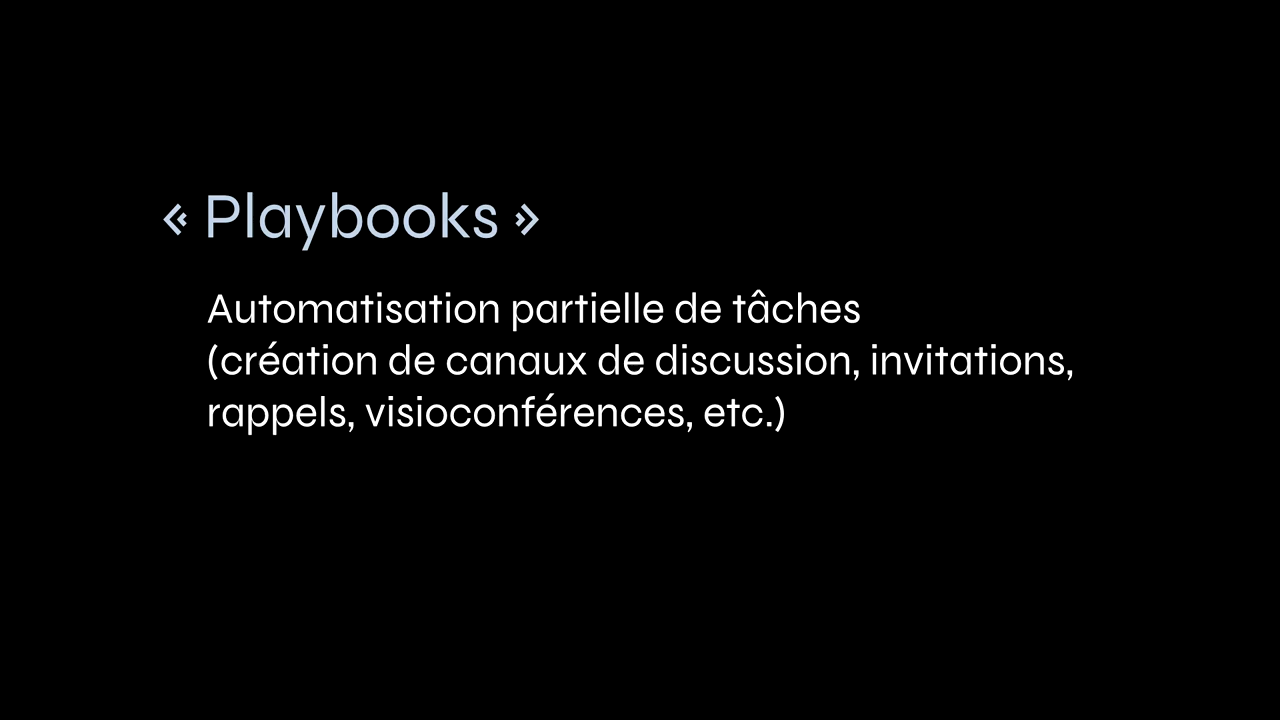 « Playbooks »
Automatisation partielle de tâches
(création de canaux de discussion, invitations,
rappels, visioconférences, etc.)